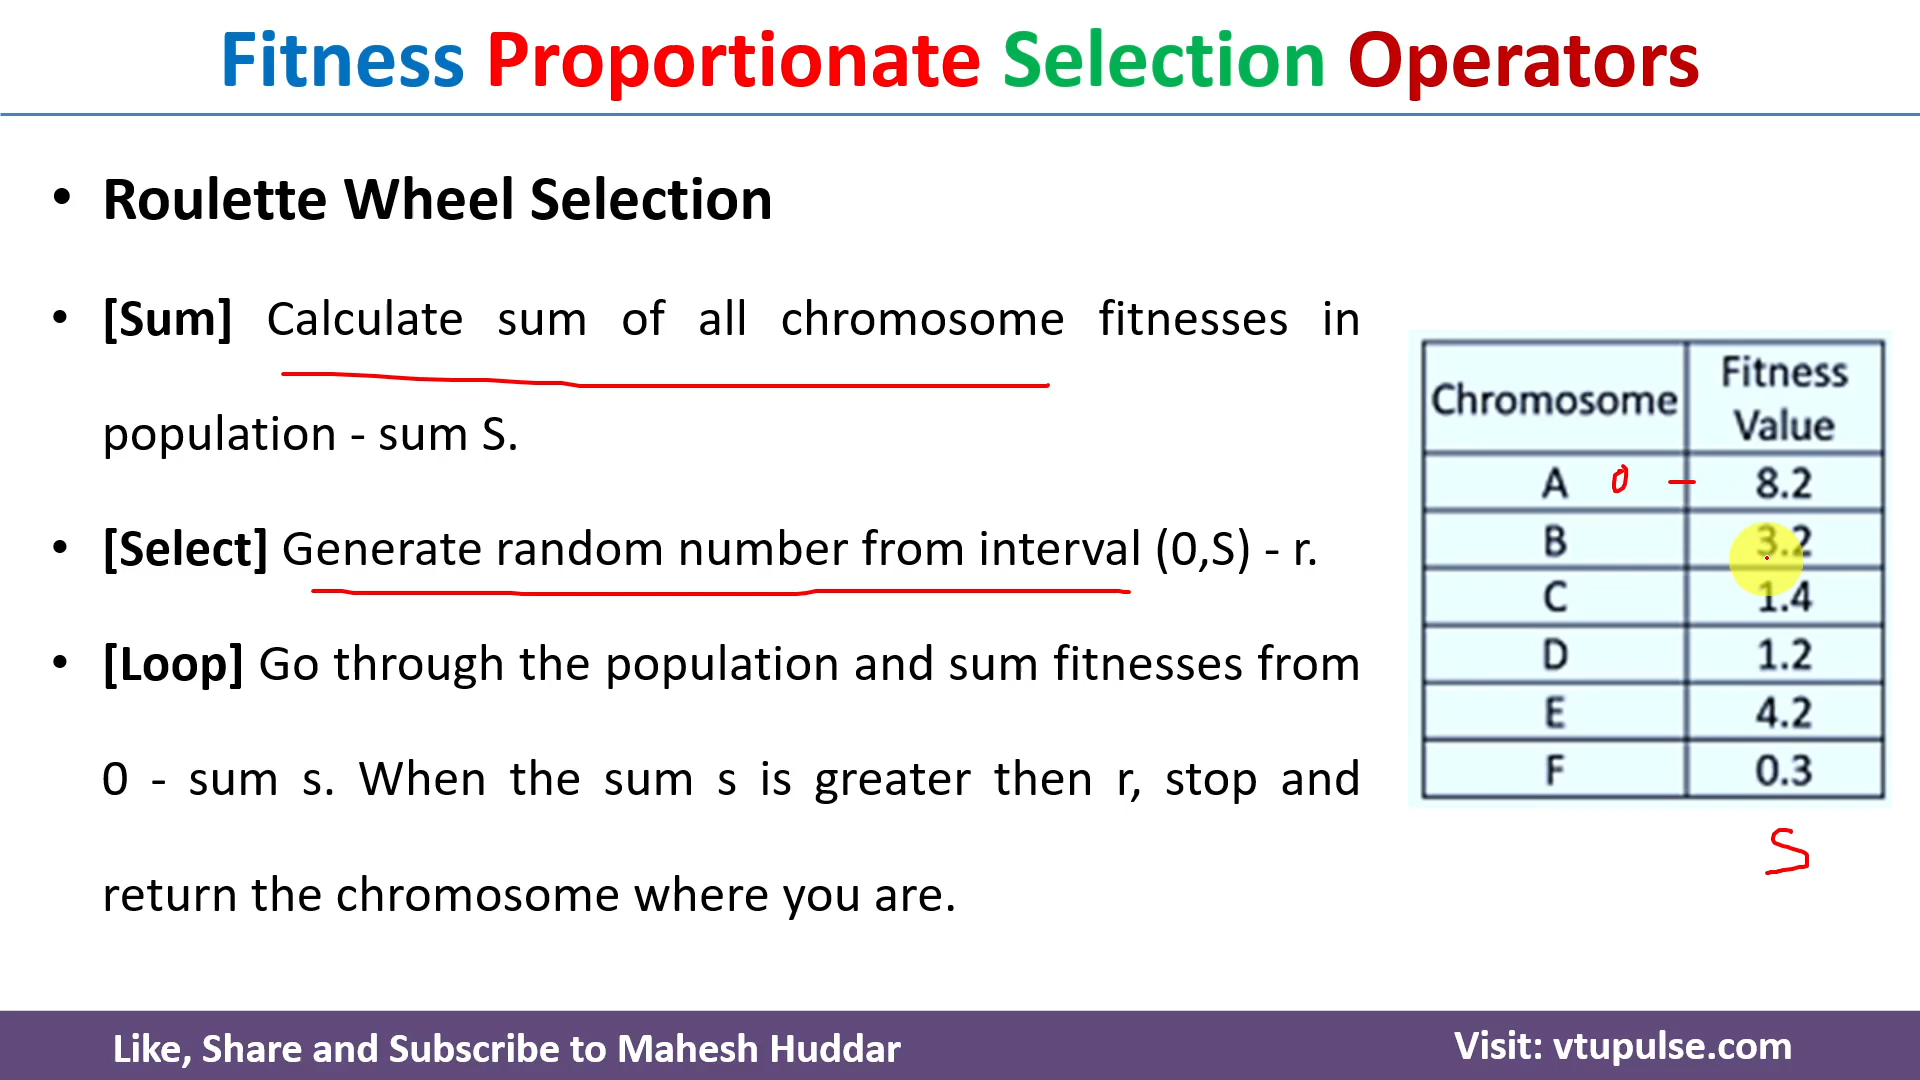 Fitness Proportionate Selection Operators
• Roulette Wheel Selection
• [Sum] Calculate sum of all chromosome fitnesses in
population - sum S.
• [Select] Generate random number from interval (0,S) - r.
• [Loop] Go through the population and sum fitnesses from
0 - sum s. When the sum s is greater then r, stop and
return the chromosome where you are.
Chromosome Fitness
Value
A 0 - 8.2
B 3.2
C 1.4
D 1.2
E 4.2
F 0.3
S
Like, Share and Subscribe to Mahesh Huddar
Visit: vtupulse.com